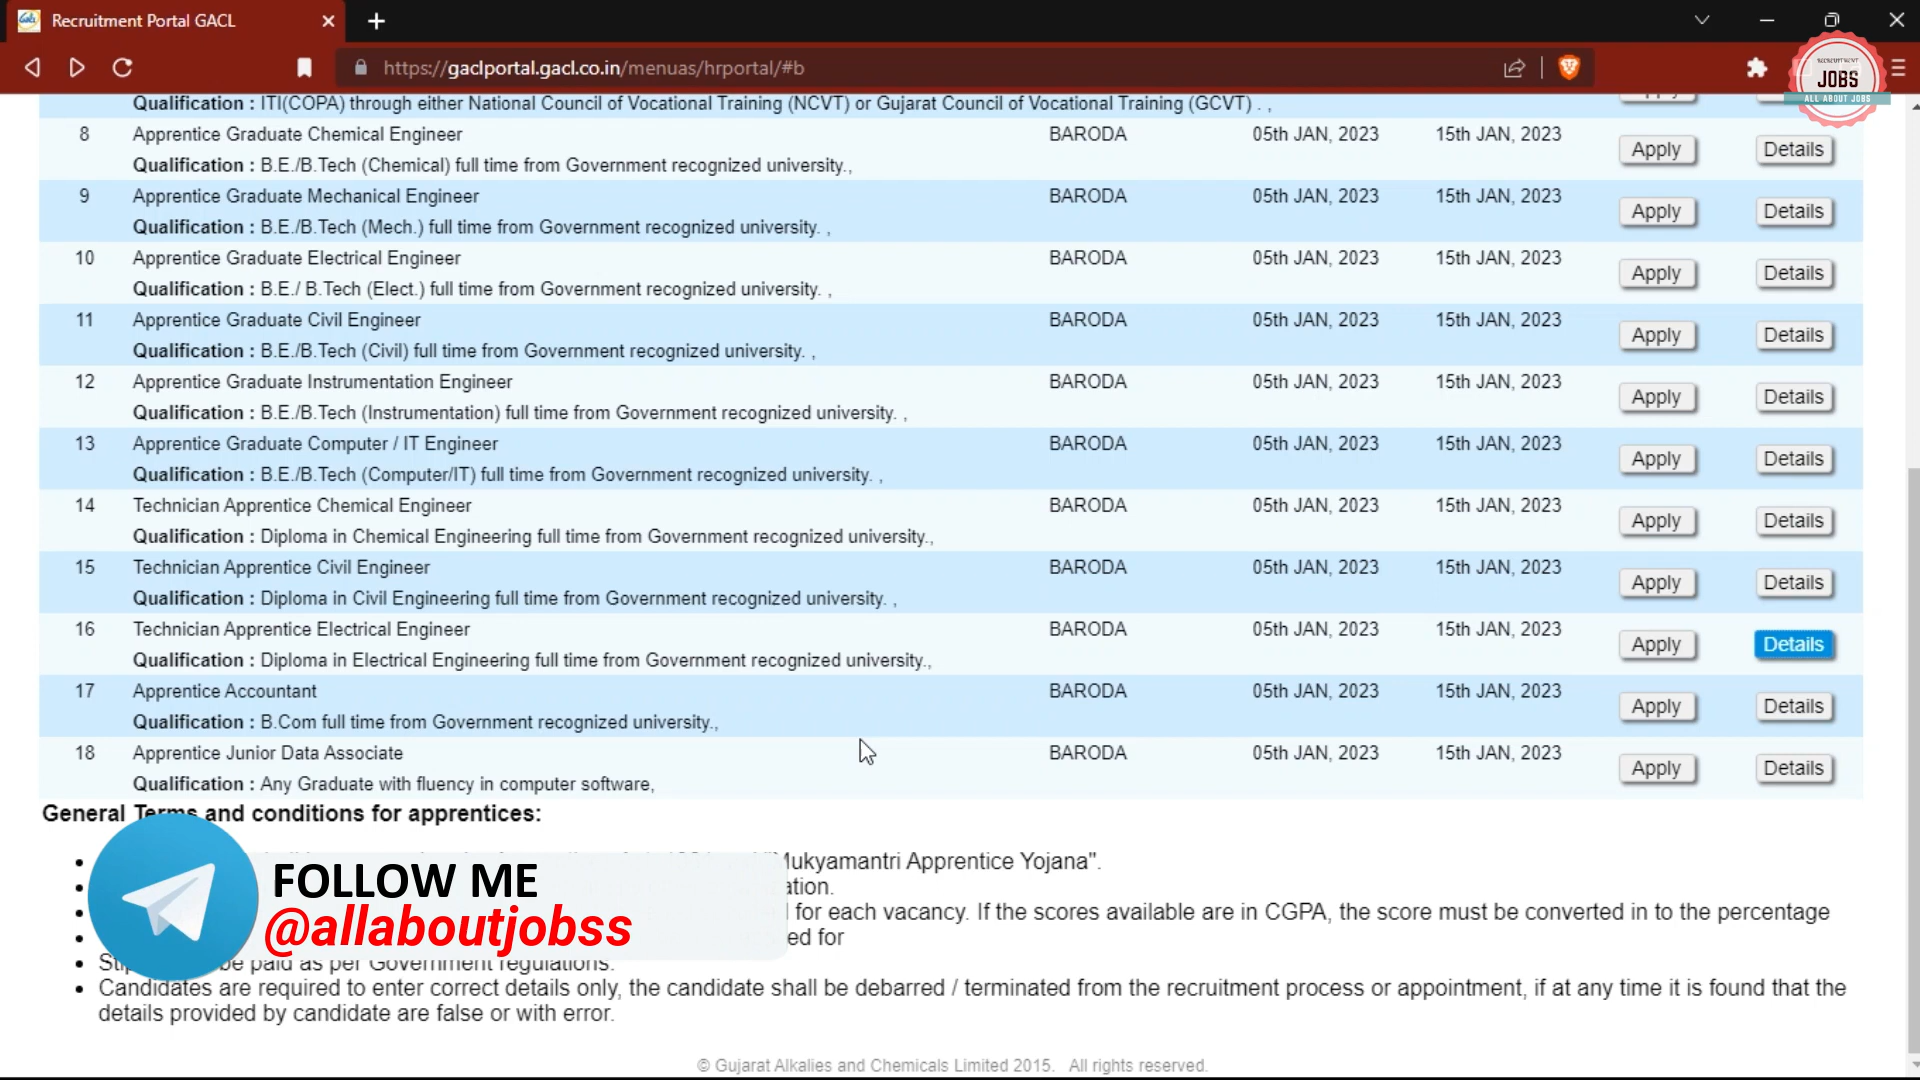 Recruitment Portal GACL
https://gaclportal.gacl.co.in/menuas/hrportal/#b
RECRUITMENT
JOBS
ALL ABOUT JOBS
Qualification : ITI(COPA) through either National Council of Vocational Training (NCVT) or Gujarat Council of Vocational Training (GCVT) . ,
8 Apprentice Graduate Chemical Engineer BARODA 05th JAN, 2023 15th JAN, 2023 Apply Details
Qualification : B.E./B.Tech (Chemical) full time from Government recognized university.,
9 Apprentice Graduate Mechanical Engineer BARODA 05th JAN, 2023 15th JAN, 2023 Apply Details
Qualification : B.E./B.Tech (Mech.) full time from Government recognized university. ,
10 Apprentice Graduate Electrical Engineer BARODA 05th JAN, 2023 15th JAN, 2023 Apply Details
Qualification : B.E./ B.Tech (Elect.) full time from Government recognized university. ,
11 Apprentice Graduate Civil Engineer BARODA 05th JAN, 2023 15th JAN, 2023 Apply Details
Qualification : B.E./B.Tech (Civil) full time from Government recognized university. ,
12 Apprentice Graduate Instrumentation Engineer BARODA 05th JAN, 2023 15th JAN, 2023 Apply Details
Qualification : B.E./B.Tech (Instrumentation) full time from Government recognized university. ,
13 Apprentice Graduate Computer / IT Engineer BARODA 05th JAN, 2023 15th JAN, 2023 Apply Details
Qualification : B.E./B.Tech (Computer/IT) full time from Government recognized university. ,
14 Technician Apprentice Chemical Engineer BARODA 05th JAN, 2023 15th JAN, 2023 Apply Details
Qualification : Diploma in Chemical Engineering full time from Government recognized university.,
15 Technician Apprentice Civil Engineer BARODA 05th JAN, 2023 15th JAN, 2023 Apply Details
Qualification : Diploma in Civil Engineering full time from Government recognized university. ,
16 Technician Apprentice Electrical Engineer BARODA 05th JAN, 2023 15th JAN, 2023 Apply Details
Qualification : Diploma in Electrical Engineering full time from Government recognized university.,
17 Apprentice Accountant BARODA 05th JAN, 2023 15th JAN, 2023 Apply Details
Qualification : B.Com full time from Government recognized university.,
18 Apprentice Junior Data Associate BARODA 05th JAN, 2023 15th JAN, 2023 Apply Details
Qualification : Any Graduate with fluency in computer software,
General Terms and conditions for apprentices:
Mukyamantri Apprentice Yojana".
for each vacancy. If the scores available are in CGPA, the score must be converted in to the percentage
for
be paid as per Government regulations.
Candidates are required to enter correct details only, the candidate shall be debarred / terminated from the recruitment process or appointment, if at any time it is found that the
details provided by candidate are false or with error.
FOLLOW ME
@allaboutjobss
© Gujarat Alkalies and Chemicals Limited 2015. All rights reserved.